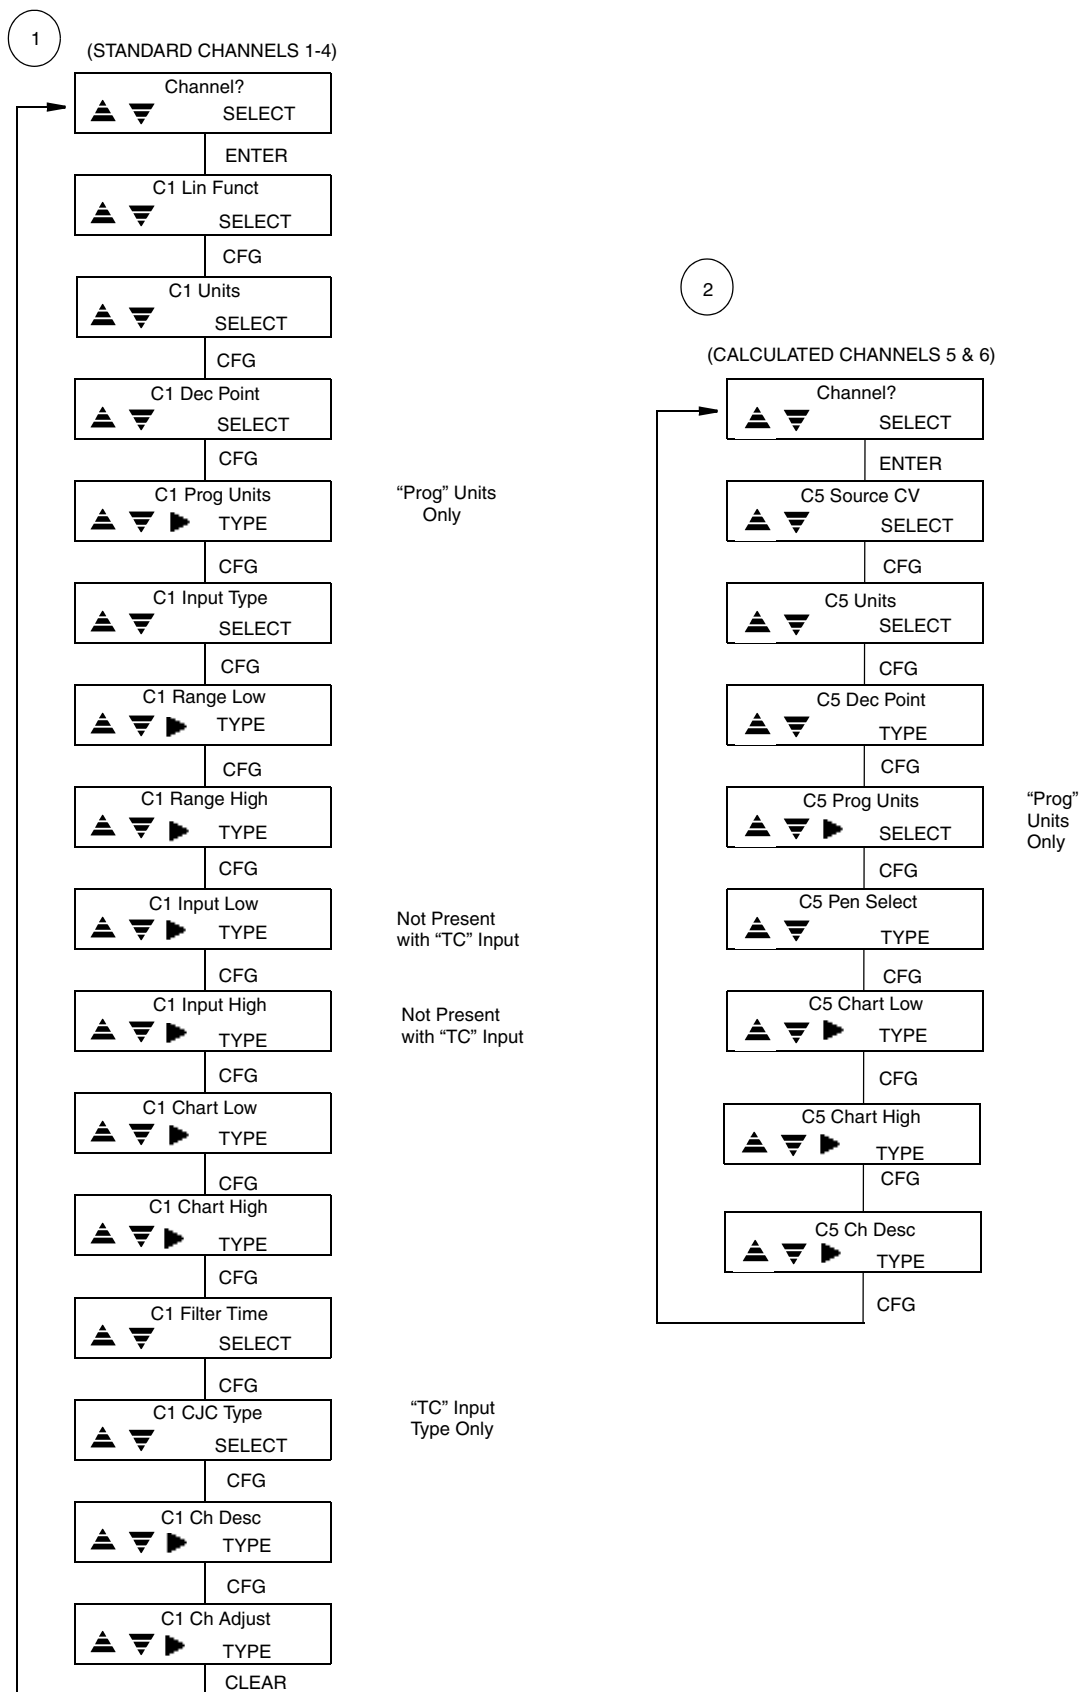 1
(STANDARD CHANNELS 1-4)
Channel?
SELECT
ENTER
C1 Lin Funct
SELECT
CFG
C1 Units
SELECT
CFG
C1 Dec Point
SELECT
CFG
C1 Prog Units
TYPE
“Prog” Units
Only
CFG
C1 Input Type
SELECT
CFG
C1 Range Low
TYPE
CFG
C1 Range High
TYPE
CFG
C1 Input Low
TYPE
Not Present
with “TC” Input
CFG
C1 Input High
TYPE
Not Present
with “TC” Input
CFG
C1 Chart Low
TYPE
CFG
C1 Chart High
TYPE
CFG
C1 Filter Time
SELECT
CFG
C1 CJC Type
SELECT
“TC” Input
Type Only
CFG
C1 Ch Desc
TYPE
CFG
C1 Ch Adjust
TYPE
CLEAR
2
(CALCULATED CHANNELS 5 & 6)
Channel?
SELECT
ENTER
C5 Source CV
SELECT
CFG
C5 Units
SELECT
CFG
C5 Dec Point
TYPE
CFG
C5 Prog Units
SELECT
“Prog”
Units
Only
CFG
C5 Pen Select
TYPE
CFG
C5 Chart Low
TYPE
CFG
C5 Chart High
TYPE
CFG
C5 Ch Desc
TYPE
CFG